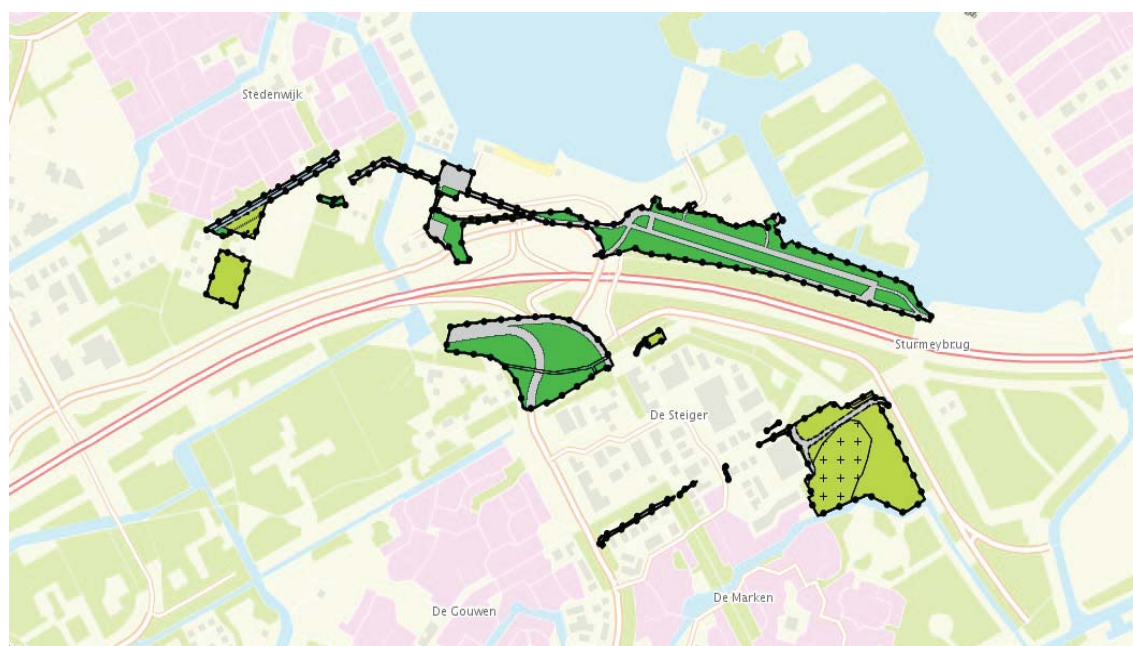 Stedenwijk
Sturmeybrug
De Steiger
De Gouwen
De Marken